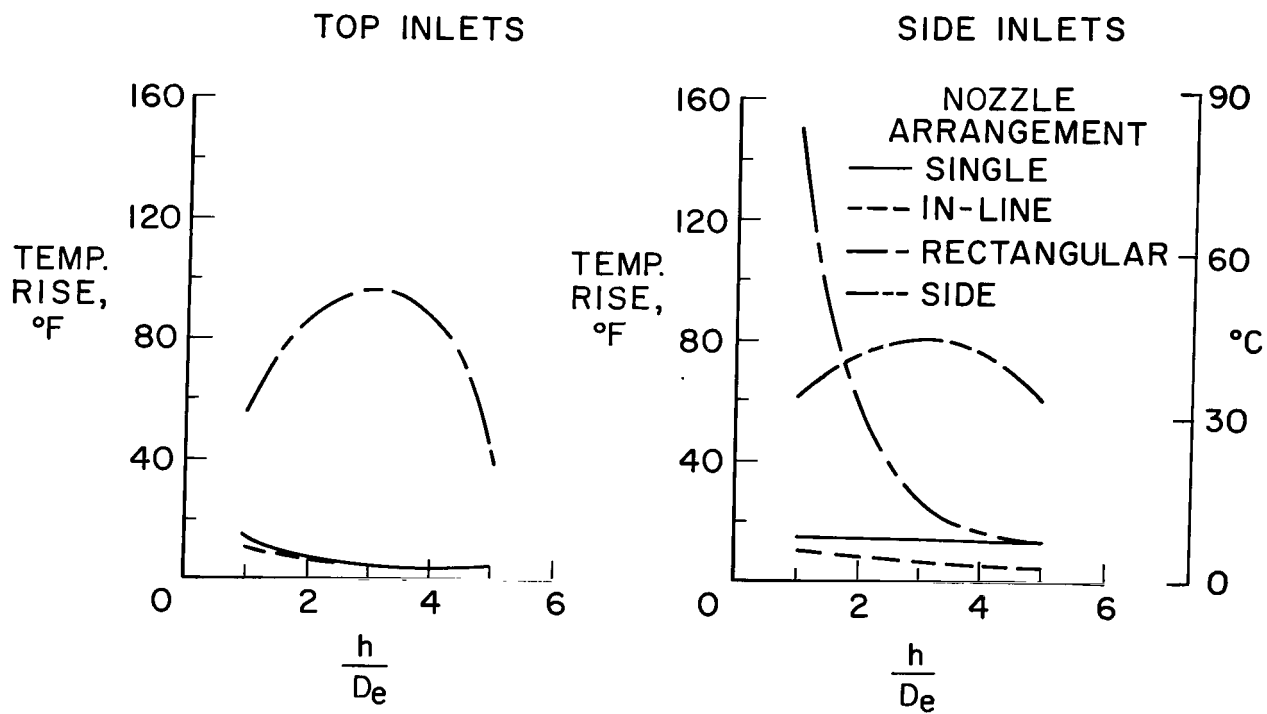 TOP INLETS
160
120
80
40
0
2
4
6
TEMP.
RISE,
°F
h
De
SIDE INLETS
160
120
80
40
0
2
4
6
TEMP.
RISE,
°F
h
De
NOZZLE
ARRANGEMENT
SINGLE
IN-LINE
RECTANGULAR
SIDE
90
60
30
0
°C